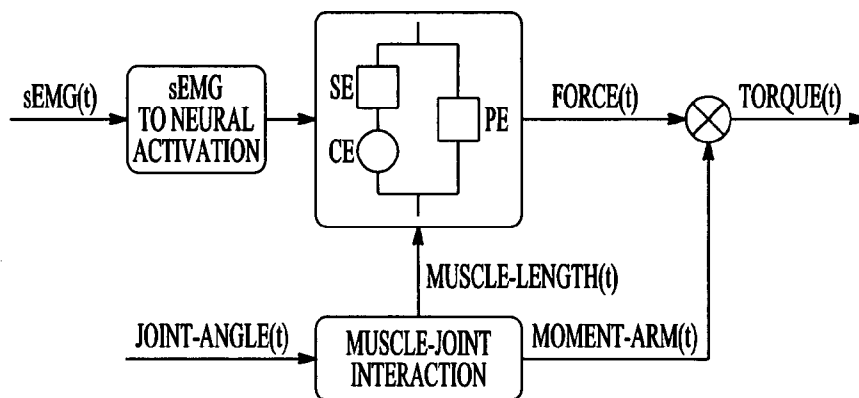 sEMG(t)
sEMG
TO NEURAL
ACTIVATION
SE
CE
PE
FORCE(t)
TORQUE(t)
MUSCLE-LENGTH(t)
JOINT-ANGLE(t)
MUSCLE-JOINT
INTERACTION
MOMENT-ARM(t)